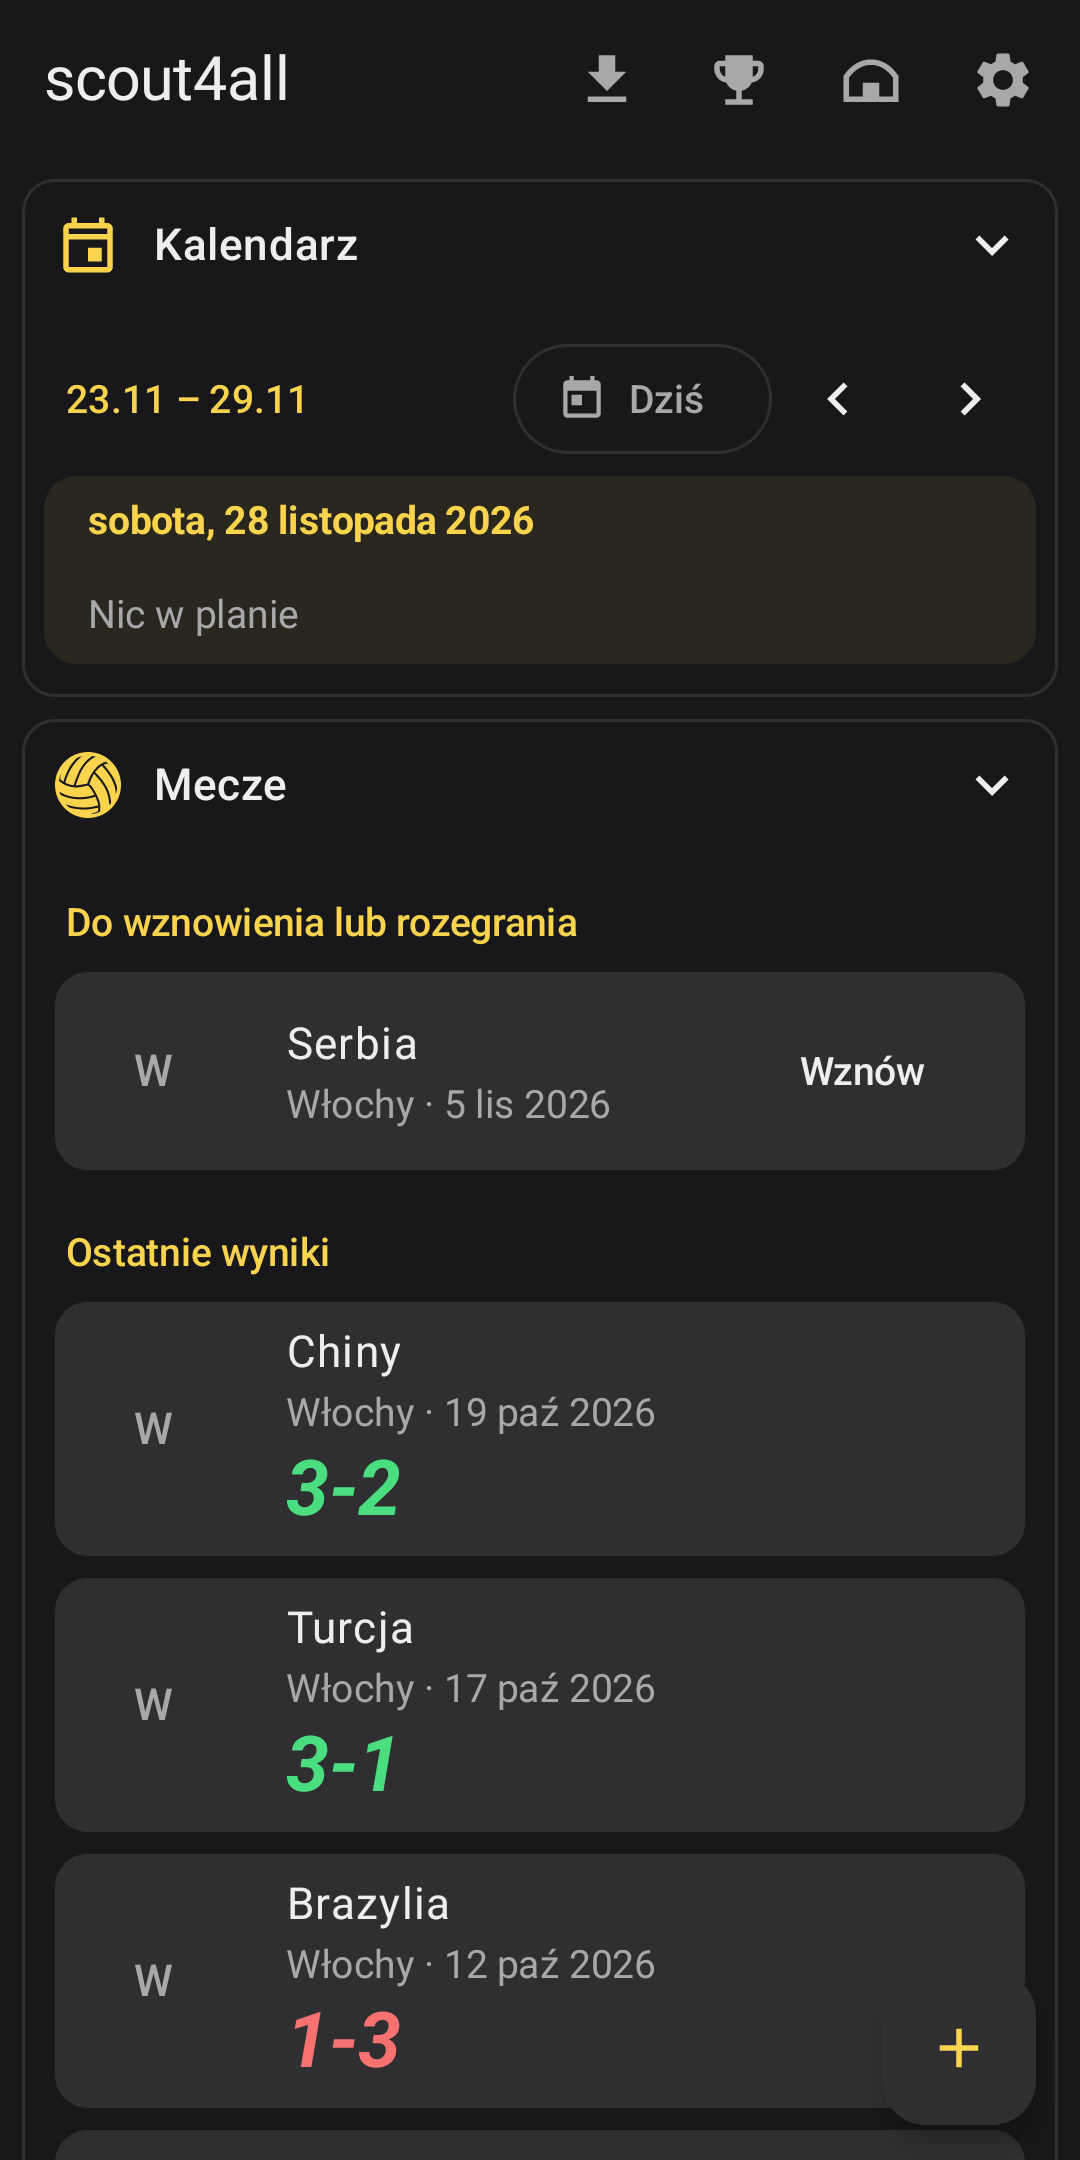 scout4all
Kalendarz
23.11 – 29.11
Dziś
sobota, 28 listopada 2026
Nic w planie
Mecze
Do wznowienia lub rozegrania
W
Serbia
Włochy · 5 lis 2026
Wznów
Ostatnie wyniki
W
Chiny
Włochy · 19 paź 2026
3-2
W
Turcja
Włochy · 17 paź 2026
3-1
W
Brazylia
Włochy · 12 paź 2026
1-3